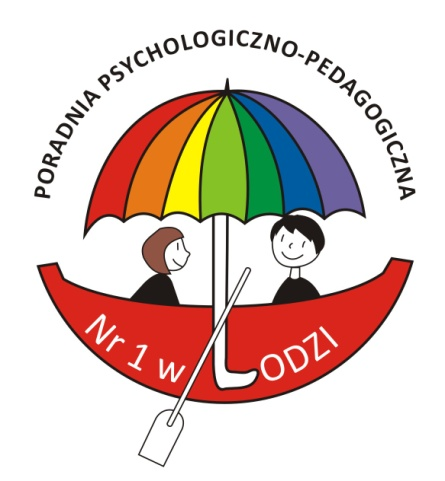 PORADNIA PSYCHOLOGICZNO-PEDAGOGICZNA
Nr 1 w ŁODZI